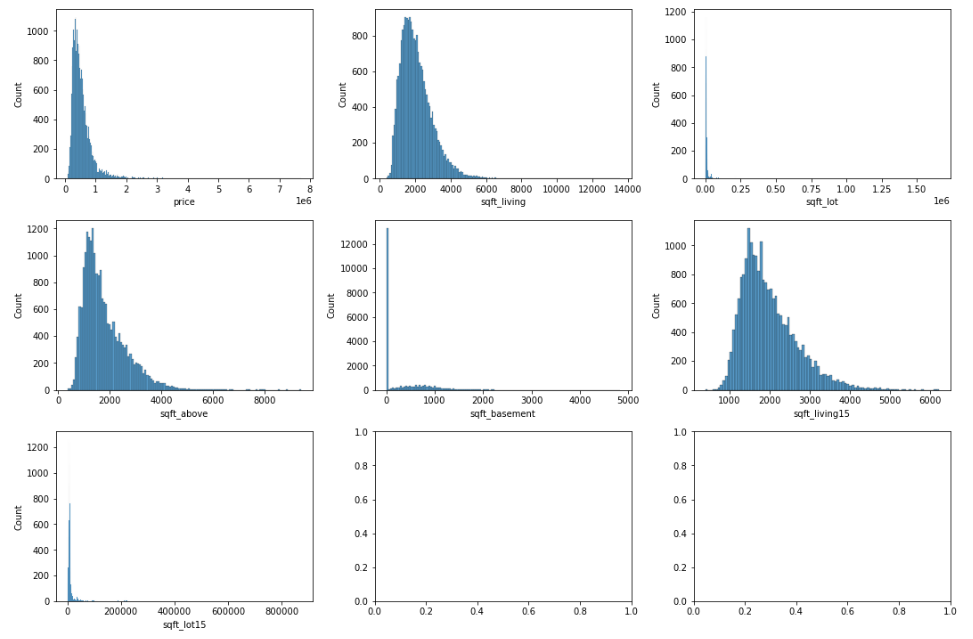 1000
800
600
400
200
0
Count
0 1 2 3 4 5 6 7 8
1e6
price
800
600
400
200
0
Count
0 2000 4000 6000 8000 10000 12000 14000
sqft_living
1200
1000
800
600
400
200
0
Count
0.00 0.25 0.50 0.75 1.00 1.25 1.50
1e6
sqft_lot
1200
1000
800
600
400
200
0
Count
0 2000 4000 6000 8000
sqft_above
12000
10000
8000
6000
4000
2000
0
Count
0 1000 2000 3000 4000 5000
sqft_basement
1000
800
600
400
200
0
Count
1000 2000 3000 4000 5000 6000
sqft_living15
1200
1000
800
600
400
200
0
Count
0 200000 400000 600000 800000
sqft_lot15
1.0
0.8
0.6
0.4
0.2
0.0
0.0 0.2 0.4 0.6 0.8 1.0
1.0
0.8
0.6
0.4
0.2
0.0
0.0 0.2 0.4 0.6 0.8 1.0